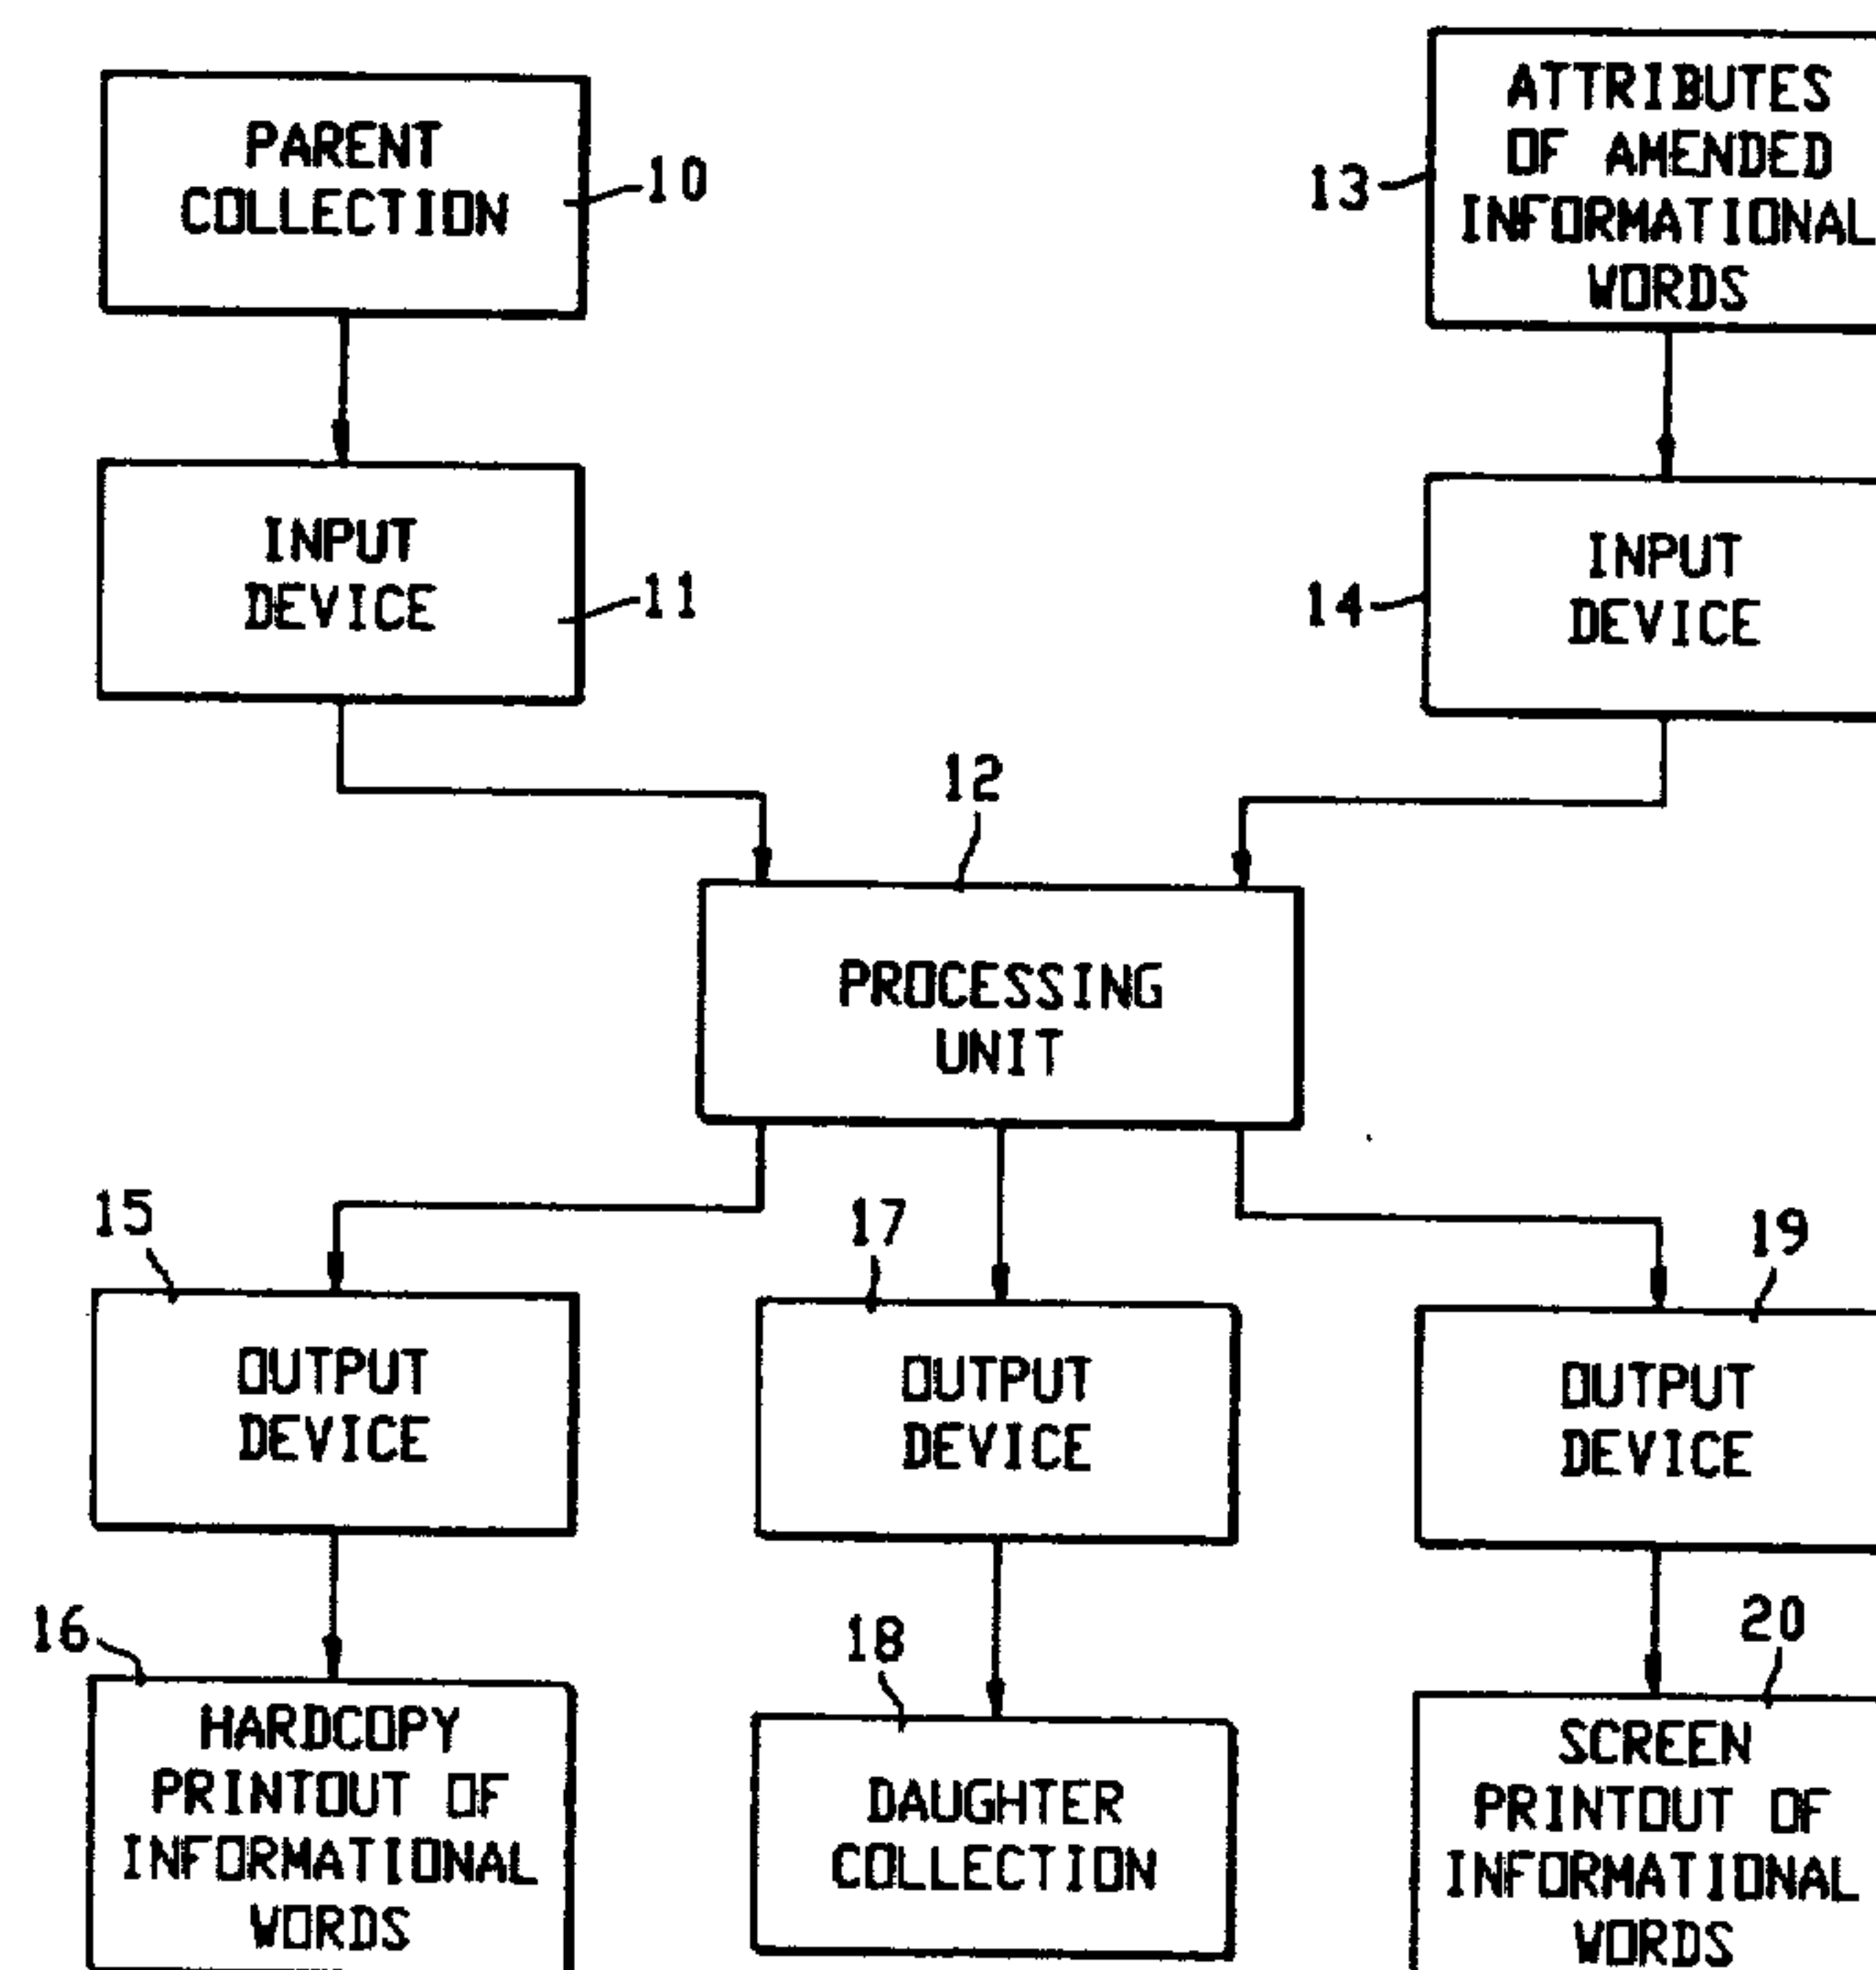 PARENT
COLLECTION
10
ATTRIBUTES
OF AMENDED
INFORMATIONAL
WORDS
13
INPUT
DEVICE
11
INPUT
DEVICE
14
12
PROCESSING
UNIT
15
OUTPUT
DEVICE
17
OUTPUT
DEVICE
19
OUTPUT
DEVICE
16
HARDCOPY
PRINTOUT OF
INFORMATIONAL
WORDS
18
DAUGHTER
COLLECTION
20
SCREEN
PRINTOUT OF
INFORMATIONAL
WORDS